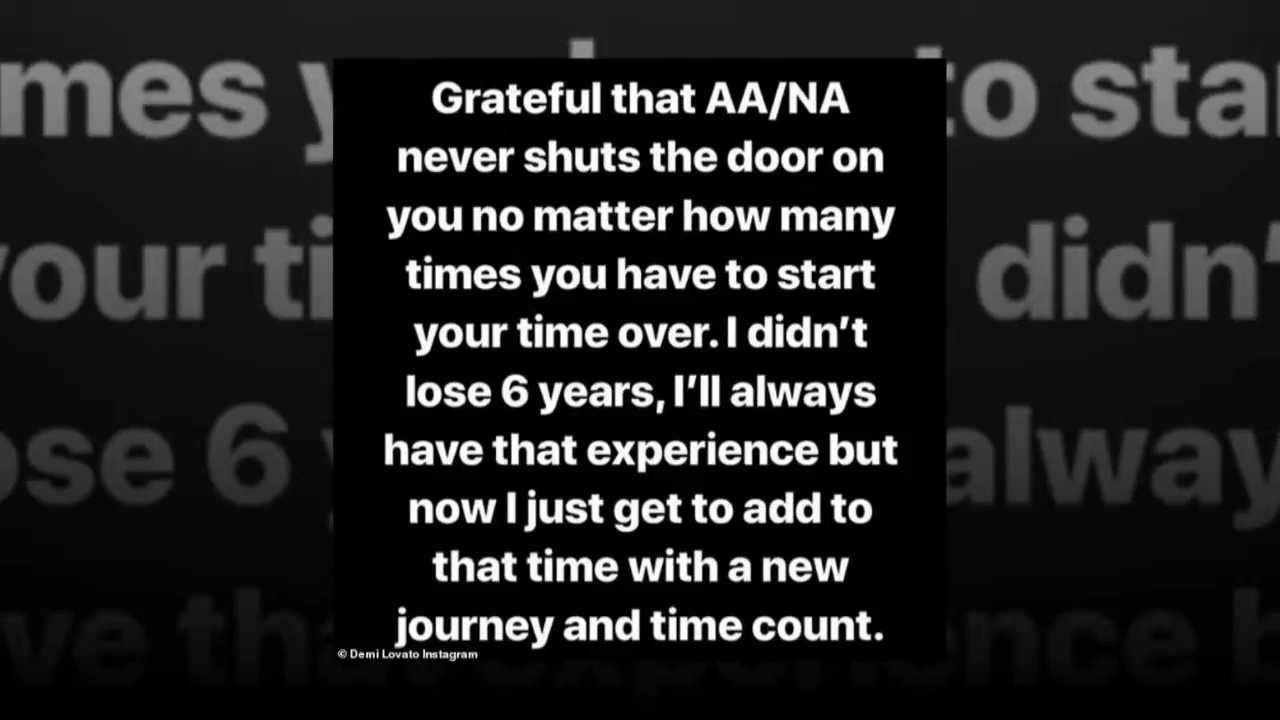 Grateful that AA/NA
never shuts the door on
you no matter how many
times you have to start
your time over. I didn't
lose 6 years, I'll always
have that experience but
now I just get to add to
that time with a new
journey and time count.
© Demi Lovato Instagram